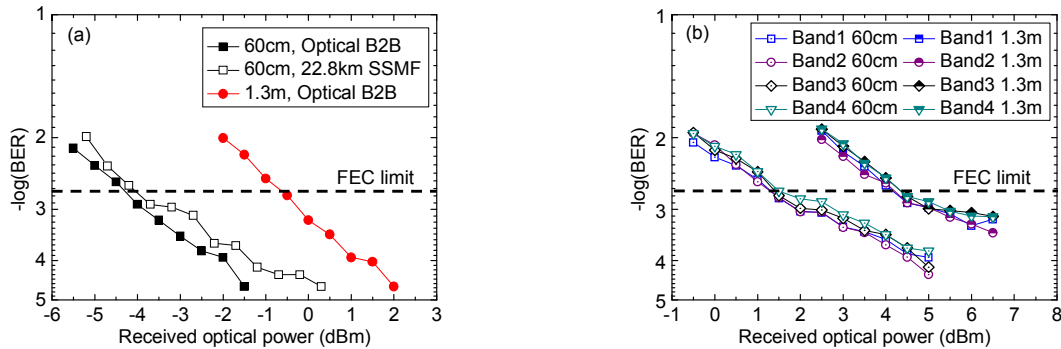 (a)
60cm, Optical B2B
60cm, 22.8km SSMF
1.3m, Optical B2B
FEC limit
-log(BER)
1
2
3
4
5
-6 -5 -4 -3 -2 -1 0 1 2 3
Received optical power (dBm)
(b)
Band1 60cm Band1 1.3m
Band2 60cm Band2 1.3m
Band3 60cm Band3 1.3m
Band4 60cm Band4 1.3m
FEC limit
-log(BER)
1
2
3
4
5
-1 0 1 2 3 4 5 6 7 8
Received optical power (dBm)